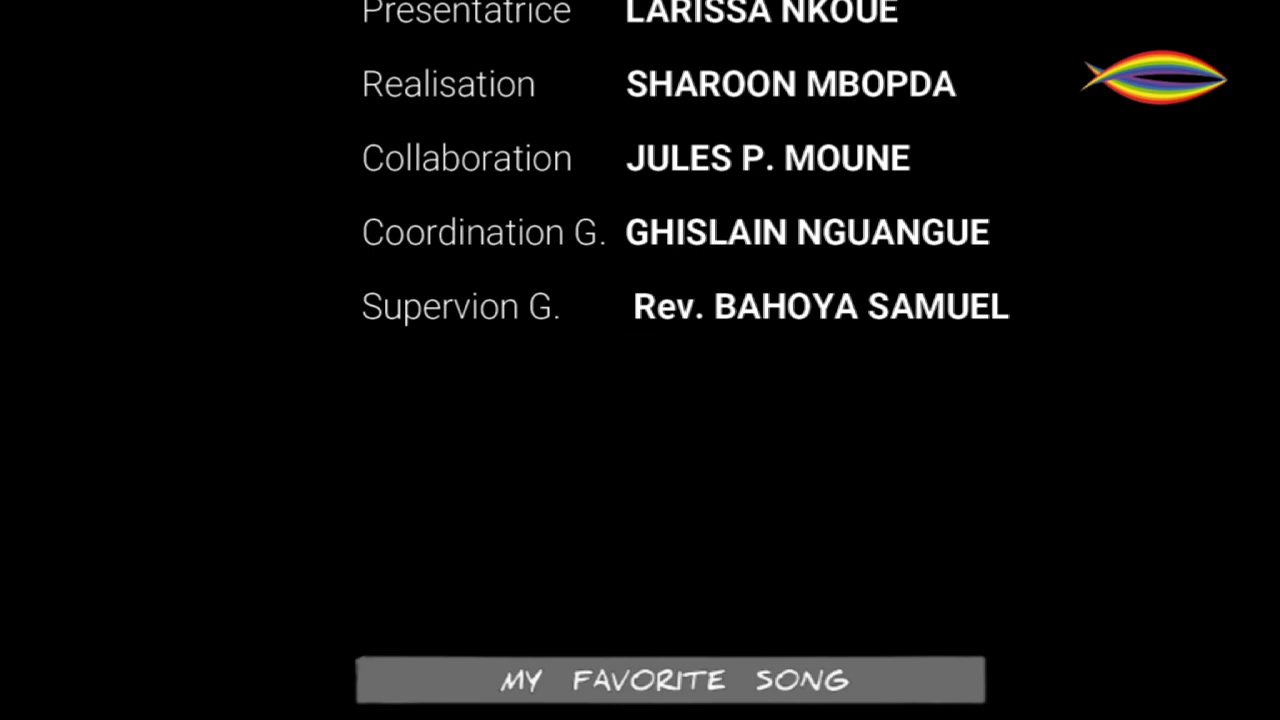 Presentatrice LARISSA NKOUE
Realisation SHAROON MBOPDA
Collaboration JULES P. MOUNE
Coordination G. GHISLAIN NGUANGUE
Supervion G. Rev. BAHOYA SAMUEL
MY FAVORITE SONG